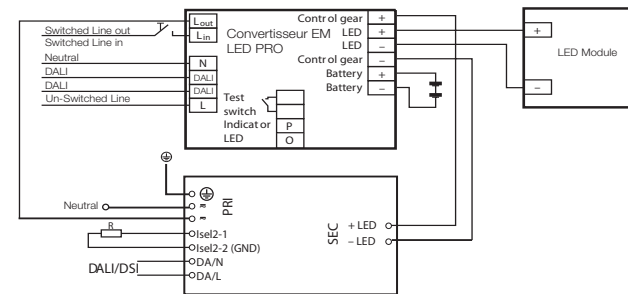 Switched Line out
Switched Line in
Neutral
DALI
DALI
Un-Switched Line
Lout
Lin
N
DALI
DALI
L
Convertisseur EM
LED PRO
Test
switch
Indicator
LED
P
O
Control gear +
LED +
LED –
Control gear –
Battery +
Battery –
+
–
LED Module
Neutral
R
DALI/DSI
PRI
Isel2-1
Isel2-2 (GND)
DA/N
DA/L
SEC
+ LED
– LED